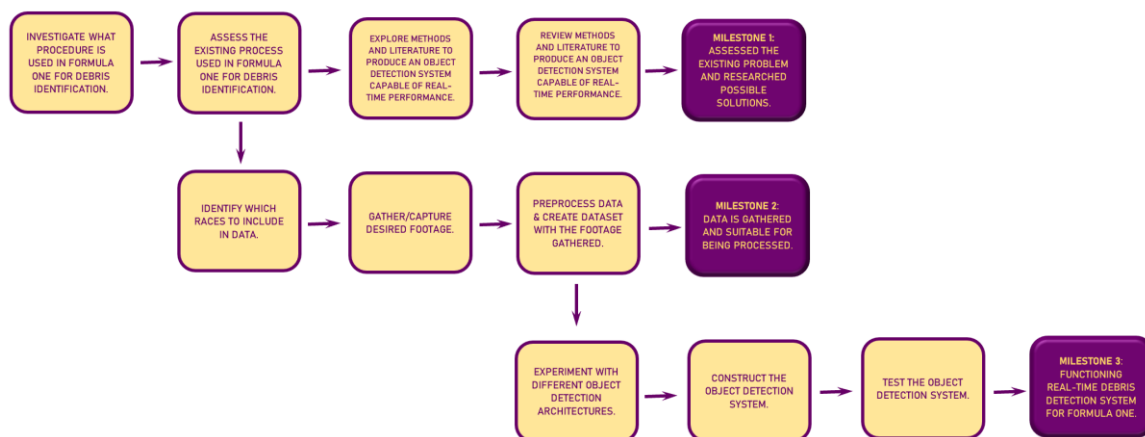 INVESTIGATE WHAT
PROCEDURE IS
USED IN FORMULA
ONE FOR DEBRIS
IDENTIFICATION.
ASSESS THE
EXISTING PROCESS
USED IN FORMULA
ONE FOR DEBRIS
IDENTIFICATION.
EXPLORE METHODS
AND LITERATURE TO
PRODUCE AN OBJECT
DETECTION SYSTEM
CAPABLE OF REAL-
TIME PERFORMANCE.
REVIEW METHODS
AND LITERATURE TO
PRODUCE AN OBJECT
DETECTION SYSTEM
CAPABLE OF REAL-
TIME PERFORMANCE.
MILESTONE 1:
ASSESSED THE
EXISTING PROBLEM
AND RESEARCHED
POSSIBLE
SOLUTIONS.
IDENTIFY WHICH
RACES TO INCLUDE
IN DATA.
GATHER/CAPTURE
DESIRED FOOTAGE.
PREPROCESS DATA
& CREATE DATASET
WITH THE FOOTAGE
GATHERED.
MILESTONE 2:
DATA IS GATHERED
AND SUITABLE FOR
BEING PROCESSED.
EXPERIMENT WITH
DIFFERENT OBJECT
DETECTION
ARCHITECTURES.
CONSTRUCT THE
OBJECT DETECTION
SYSTEM.
TEST THE OBJECT
DETECTION SYSTEM.
MILESTONE 3:
FUNCTIONING
REAL-TIME DEBRIS
DETECTION SYSTEM
FOR FORMULA ONE.